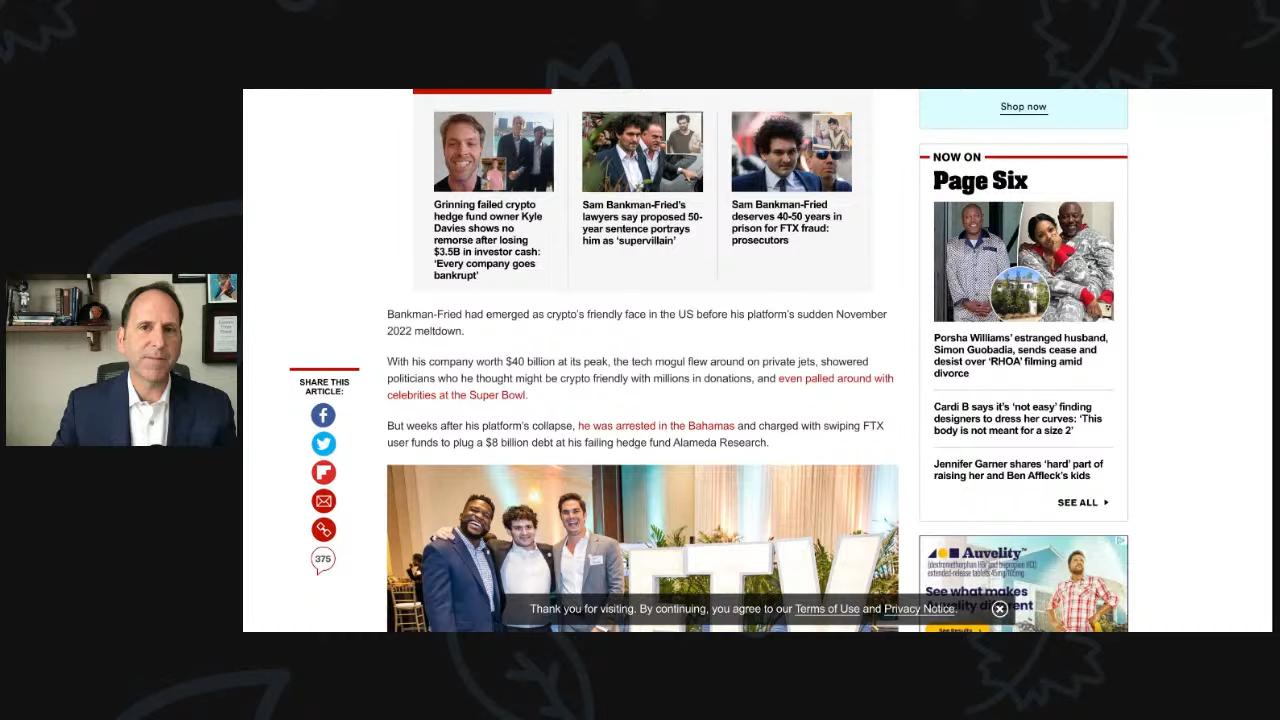 Grinning failed crypto
hedge fund owner Kyle
Davies shows no
remorse after losing
$3.5B in investor cash:
'Every company goes
bankrupt'
Sam Bankman-Fried's
lawyers say proposed 50-
year sentence portrays
him as 'supervillain'
Sam Bankman-Fried
deserves 40-50 years in
prison for FTX fraud:
prosecutors
Bankman-Fried had emerged as crypto's friendly face in the US before his platform's sudden November
2022 meltdown.
With his company worth $40 billion at its peak, the tech mogul flew around on private jets, showered
politicians who he thought might be crypto friendly with millions in donations, and even palled around with
celebrities at the Super Bowl.
But weeks after his platform's collapse, he was arrested in the Bahamas and charged with swiping FTX
user funds to plug a $8 billion debt at his failing hedge fund Alameda Research.
SHARE THIS
ARTICLE:
375
Thank you for visiting. By continuing, you agree to our Terms of Use and Privacy Notice.
Shop now
NOW ON
Page Six
Porsha Williams' estranged husband,
Simon Guobadia, sends cease and
desist over 'RHOA' filming amid
divorce
Cardi B says it's 'not easy' finding
designers to dress her curves: 'This
body is not meant for a size 2'
Jennifer Garner shares 'hard' part of
raising her and Ben Affleck's kids
SEE ALL
Auvelity™
extended-release tablets 45mg/105mg
See what makes
Auvelity different
See Results